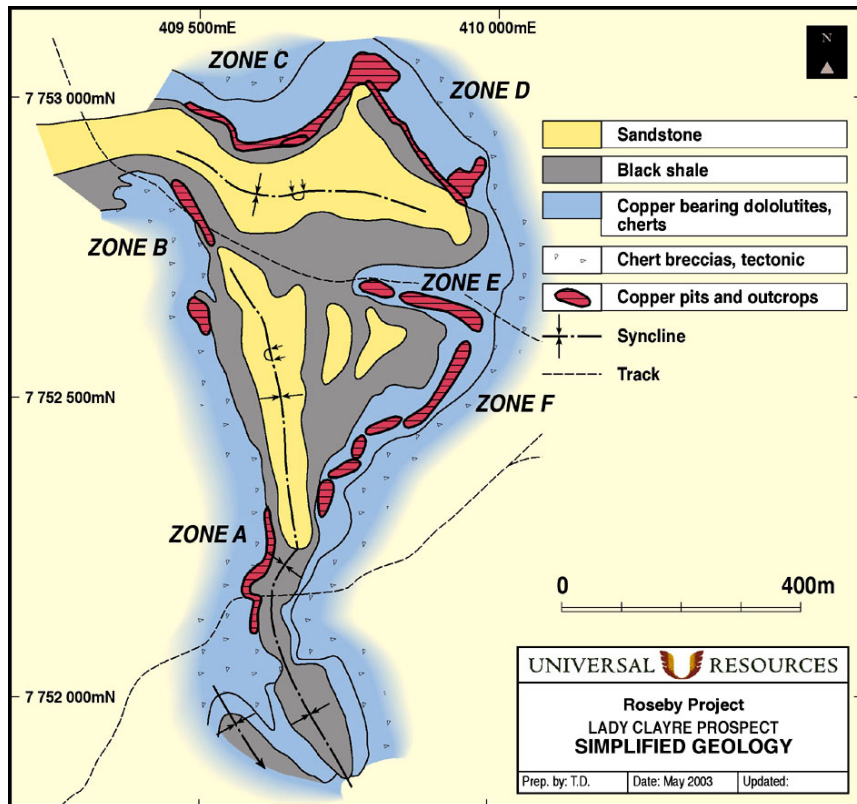 409 500mE
410 000mE
N
ZONE C
ZONE D
7 753 000mN
Sandstone
Black shale
Copper bearing dololutites,
cherts
ZONE B
ZONE E
Chert breccias, tectonic
Copper pits and outcrops
Syncline
Track
7 752 500mN
ZONE F
ZONE A
0
400m
UNIVERSAL RESOURCES
7 752 000mN
Roseby Project
LADY CLAYRE PROSPECT
SIMPLIFIED GEOLOGY
Prep. by: T.D.
Date: May 2003
Updated: